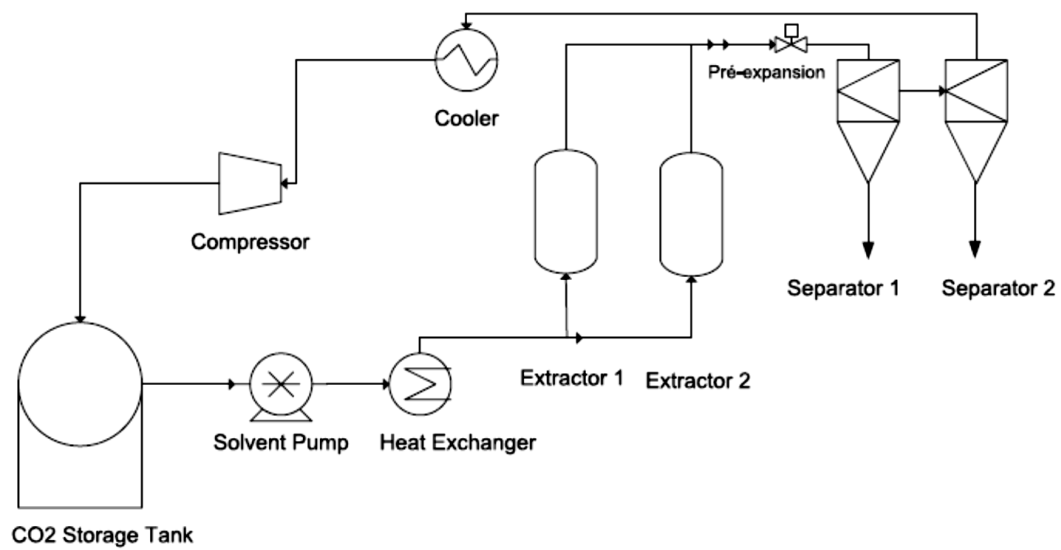 Pré-expansion
Cooler
Compressor
Separator 1
Separator 2
Extractor 1
Extractor 2
Solvent Pump
Heat Exchanger
CO2 Storage Tank